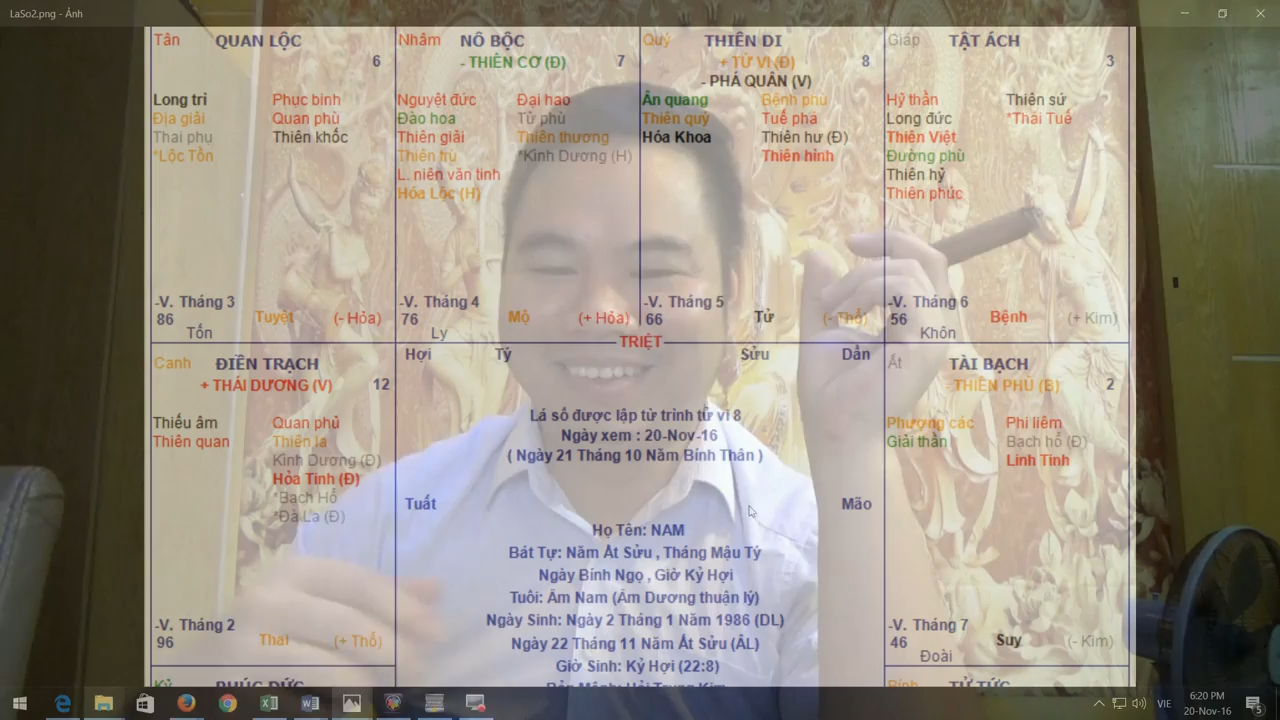 LaSo2.png - Ảnh
Tân QUAN LỘC
6
Long trì Phục binh
Địa giải Quan phù
Thai phụ Thiên khốc
*Lộc Tồn
-V. Tháng 3
86 Tuyệt (- Hỏa)
Tốn
Nhâm NÔ BỘC
- THIÊN CƠ (Đ) 7
Nguyệt đức Đại hao
Đào hoa Tử phù
Thiên giải Thiên thương
Thiên trù *Kình Dương (H)
L. niên văn tinh
Hóa Lộc (H)
-V. Tháng 4
76 Mộ (+ Hỏa)
Ly
Quý THIÊN DI
+ TỬ VI (Đ) 8
- PHÁ QUÂN (V)
Ân quang Bệnh phù
Thiên quý Tuế phá
Hóa Khoa Thiên hư (Đ)
Thiên hình
-V. Tháng 5
66 Tử (- Thổ)
Giáp TẬT ÁCH
3
Hỷ thần Thiên sứ
Long đức *Thái Tuế
Thiên Việt
Đường phù
Thiên hỷ
Thiên phúc
-V. Tháng 6
56 Bệnh (+ Kim)
Khôn
TRIỆT
Canh ĐIỀN TRẠCH
+ THÁI DƯƠNG (V) 12
Thiếu âm Quan phủ
Thiên quan Thiên la
Kình Dương (Đ)
Hỏa Tinh (Đ)
*Bạch Hổ
*Đà La (Đ)
-V. Tháng 2
96 Thai (+ Thổ)
Hợi Tý Sửu Dần
Lá số được lập từ trình tử vi 8
Ngày xem : 20-Nov-16
( Ngày 21 Tháng 10 Năm Bính Thân )
Tuất Mão
Họ Tên: NAM
Bát Tự: Năm Ất Sửu , Tháng Mậu Tý
Ngày Bính Ngọ , Giờ Kỷ Hợi
Tuổi: Âm Nam (Âm Dương thuận lý)
Ngày Sinh: Ngày 2 Tháng 1 Năm 1986 (DL)
Ngày 22 Tháng 11 Năm Ất Sửu (ÂL)
Giờ Sinh: Kỷ Hợi (22:8)
Bản Mệnh: Hải Trung Kim
Ất TÀI BẠCH
- THIÊN PHỦ (B) 2
Phượng các Phi liêm
Giải thần Bạch hổ (Đ)
Linh Tinh
-V. Tháng 7
46 Suy (- Kim)
Đoài
Kỷ PHÚC ĐỨC
Bính TỬ TỨC
VIE
6:20 PM
20-Nov-16
5